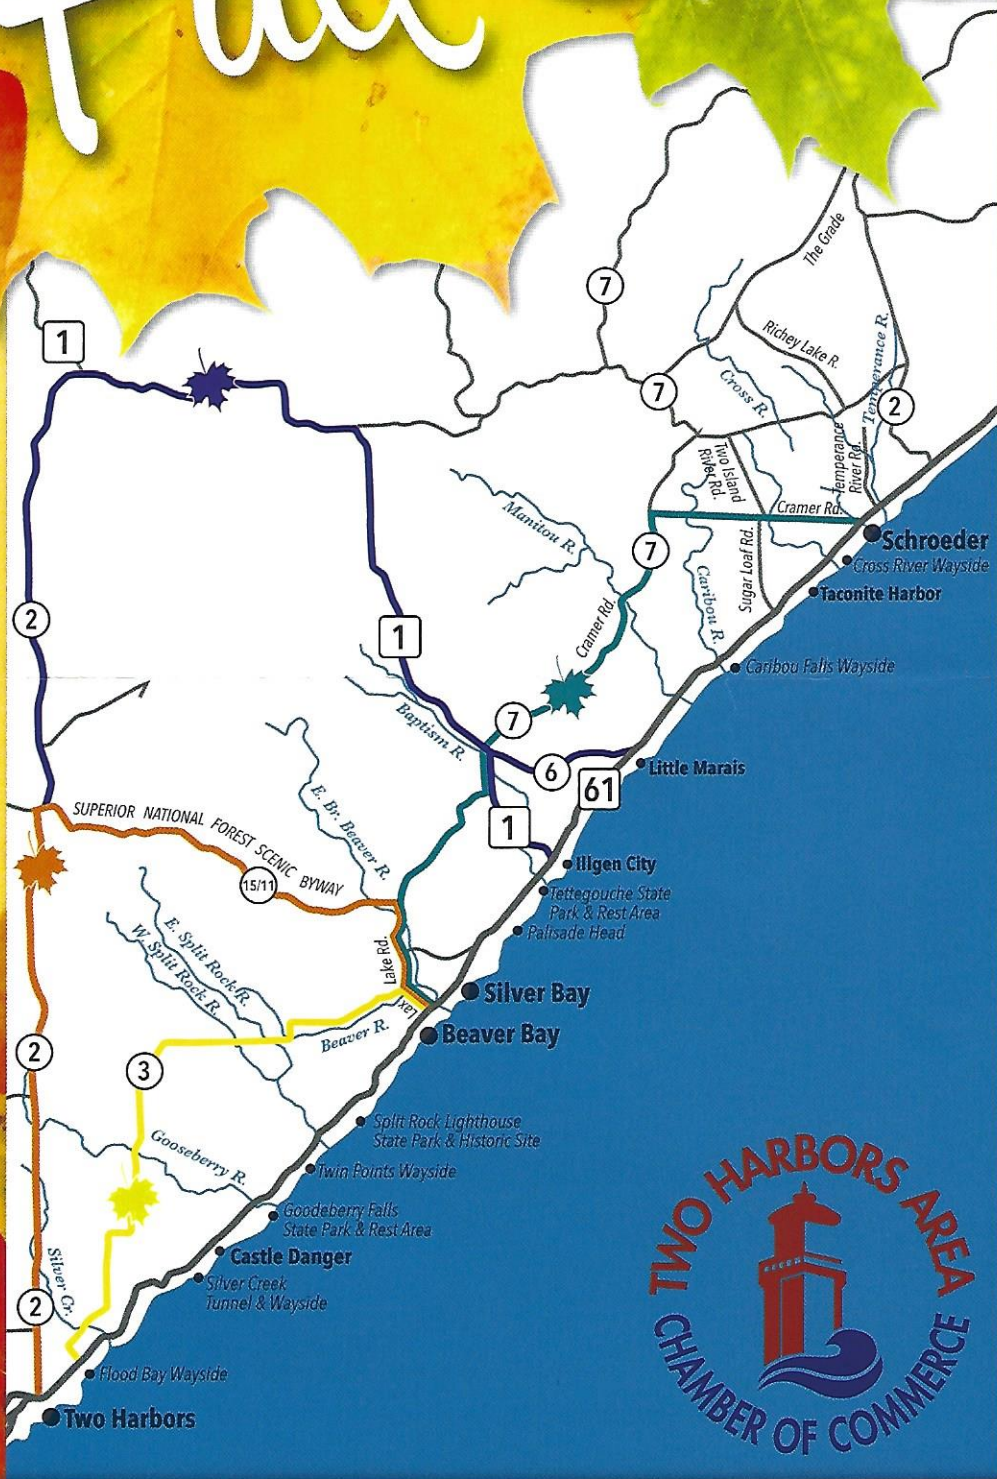 Fall
7
The Grade
1
7
Richey Lake R.
Temperance R.
Cross R.
2
Two Island
River Rd.
Temperance
River Rd.
Manitou R.
Cramer Rd.
Schroeder
7
Cross River Wayside
Caribou R.
Sugar Loaf Rd.
Taconite Harbor
2
1
Cramer Rd.
Caribou Falls Wayside
Baptism R.
7
6
Little Marais
61
E. Br. Beaver R.
SUPERIOR NATIONAL FOREST SCENIC BYWAY
1
Illgen City
15/11
Tettegouche State
Park & Rest Area
Palisade Head
E. Split Rock R.
W. Split Rock R.
Lax Lake Rd.
Silver Bay
Beaver R.
Beaver Bay
2
3
Split Rock Lighthouse
State Park & Historic Site
Gooseberry R.
Twin Points Wayside
Goodeberry Falls
State Park & Rest Area
Castle Danger
Silver Cr.
Silver Creek
Tunnel & Wayside
2
Flood Bay Wayside
Two Harbors
TWO HARBORS AREA
CHAMBER OF COMMERCE